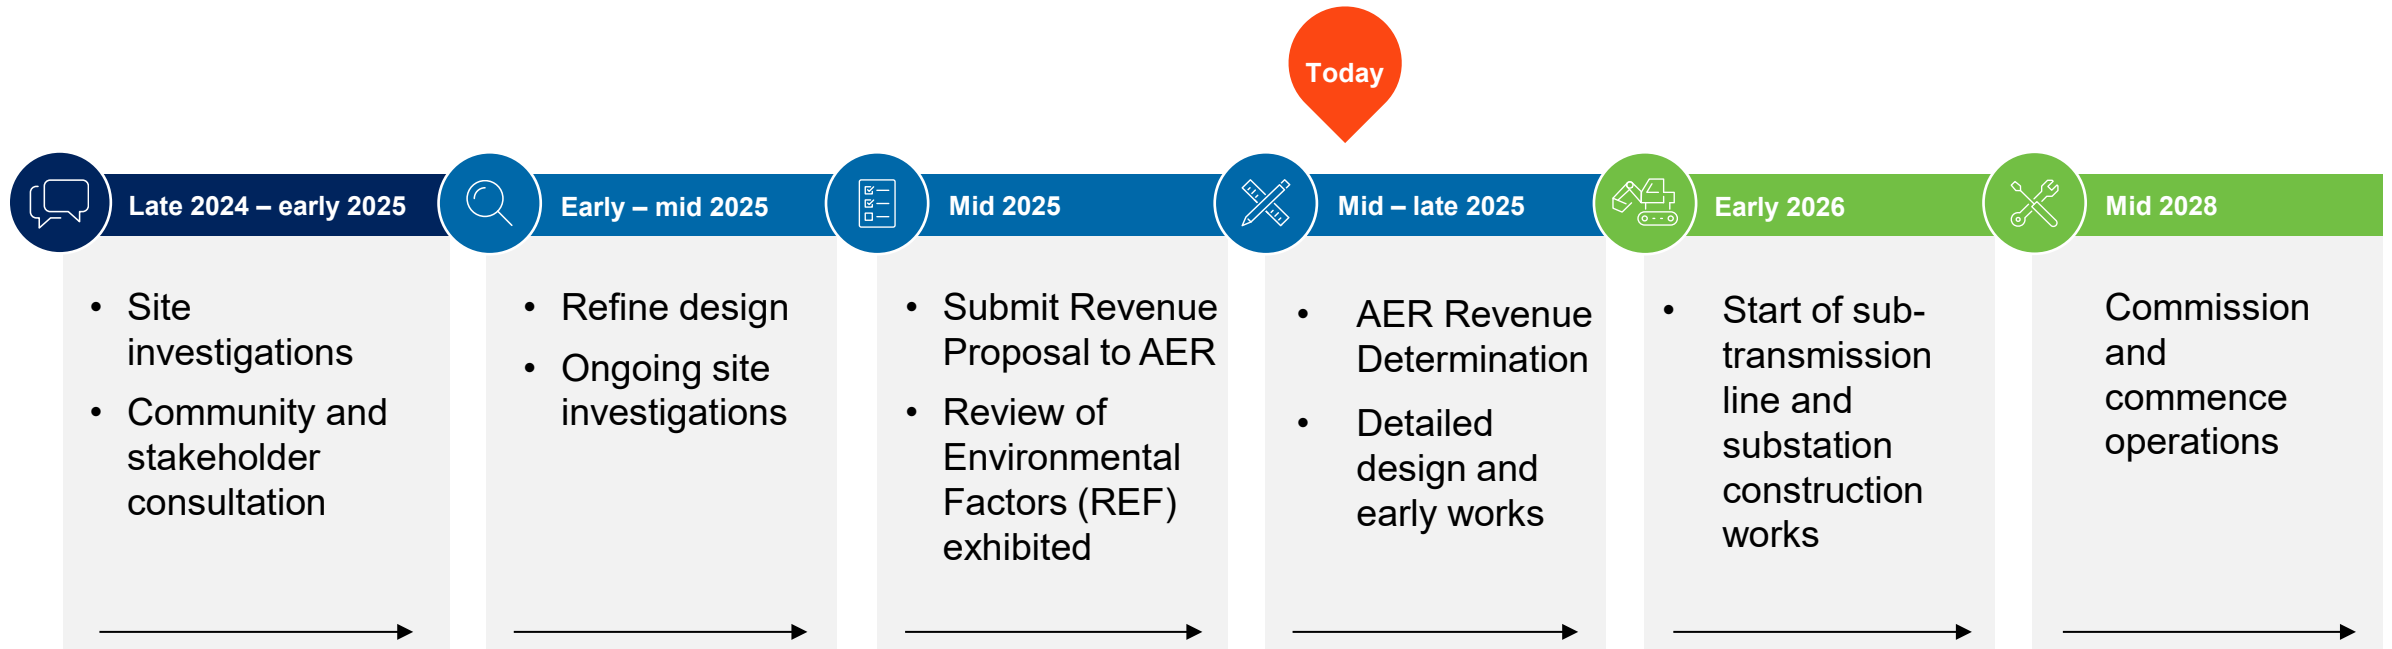 Today
Late 2024 – early 2025
• Site
investigations
• Community and
stakeholder
consultation
Early – mid 2025
• Refine design
• Ongoing site
investigations
Mid 2025
• Submit Revenue
Proposal to AER
• Review of
Environmental
Factors (REF)
exhibited
Mid – late 2025
• AER Revenue
Determination
• Detailed
design and
early works
Early 2026
• Start of sub-
transmission
line and
substation
construction
works
Mid 2028
Commission
and
commence
operations